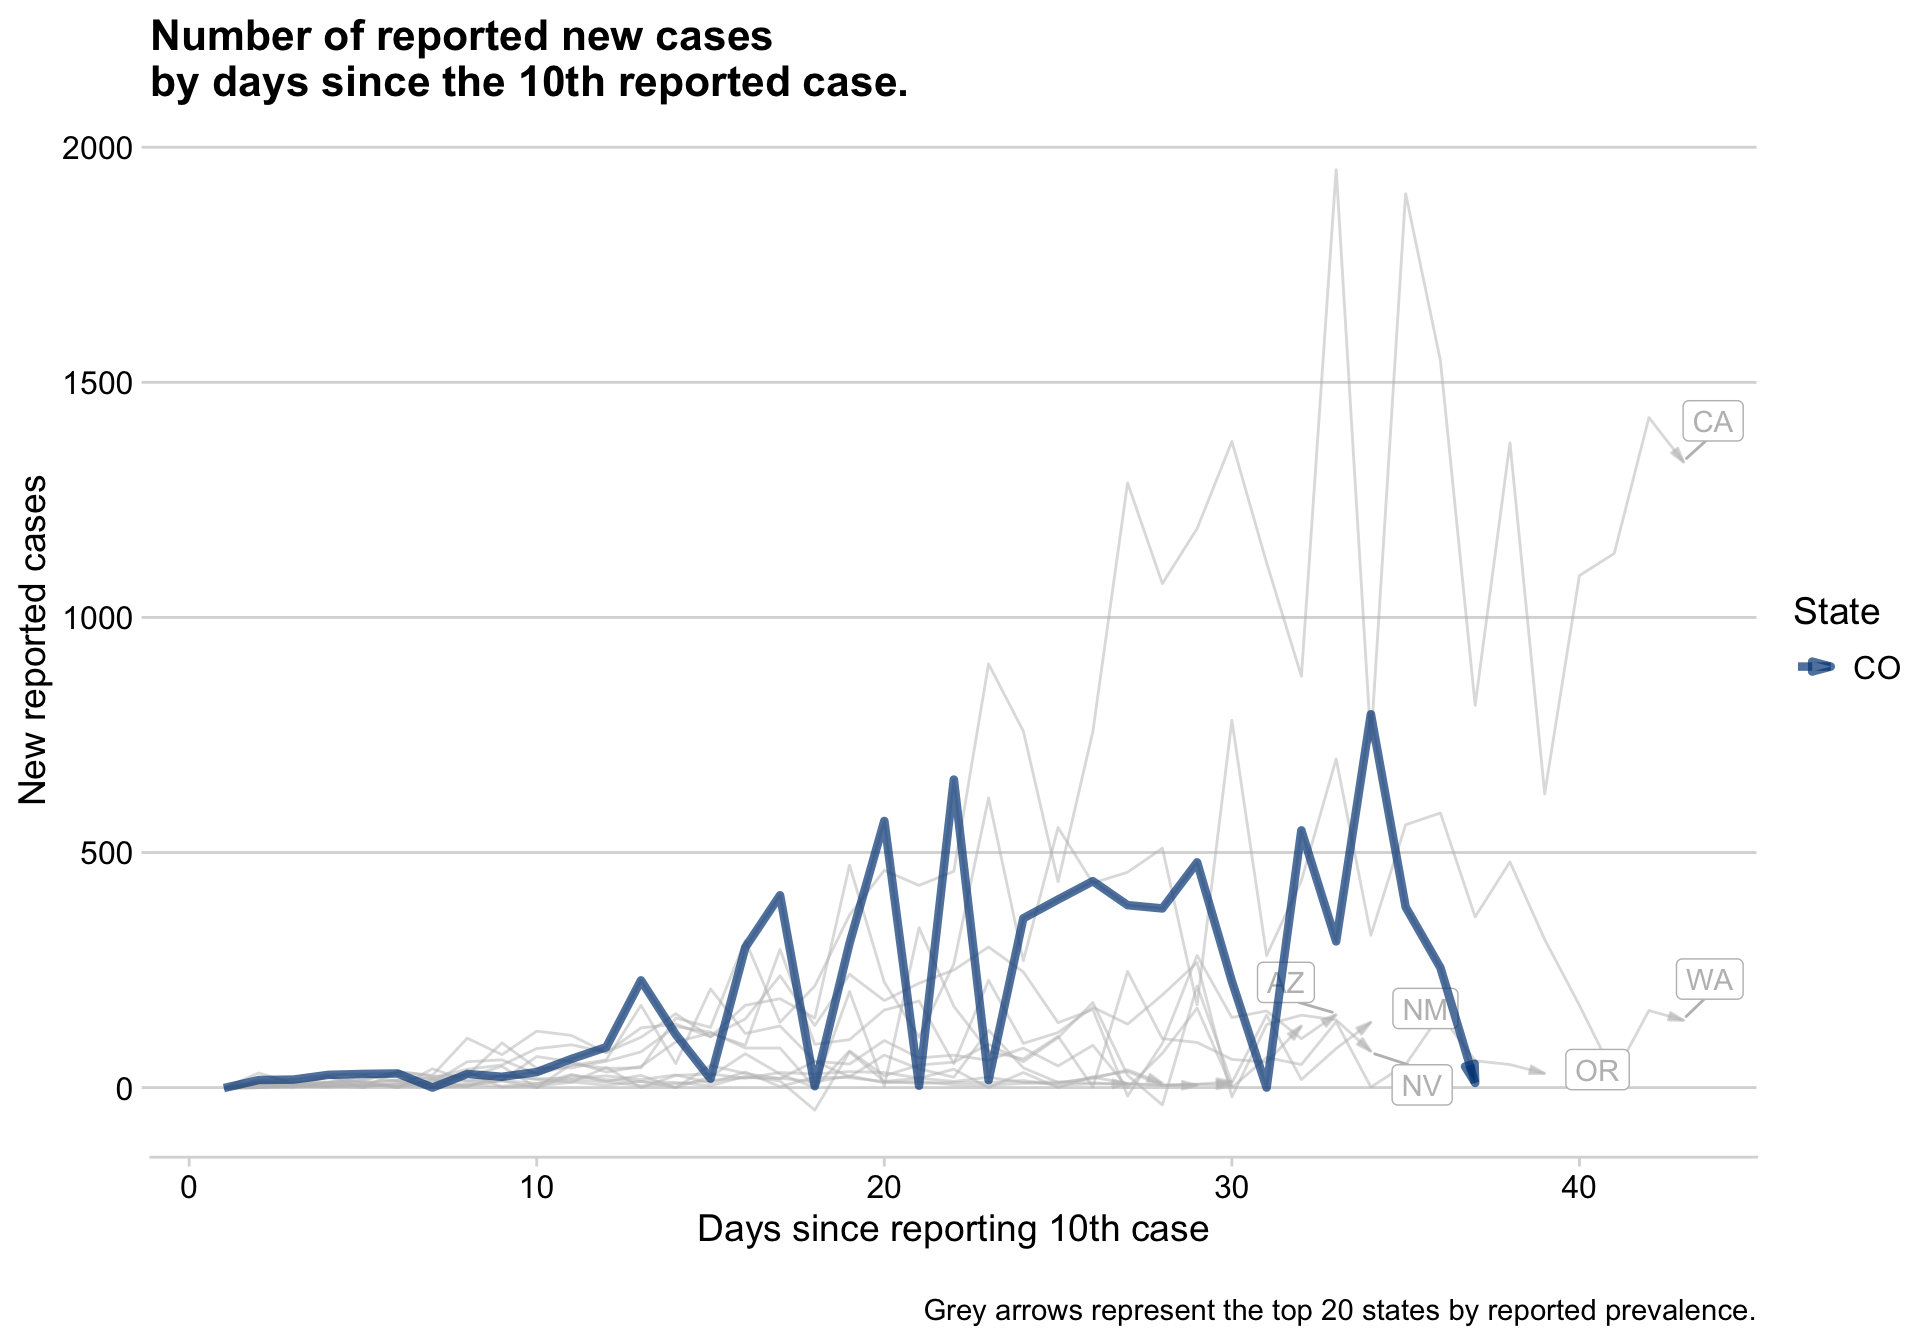 Number of reported new cases
by days since the 10th reported case.
2000
1500
1000
500
0
New reported cases
CA
WA
AZ
NM
NV
OR
State
CO
0 10 20 30 40
Days since reporting 10th case
Grey arrows represent the top 20 states by reported prevalence.